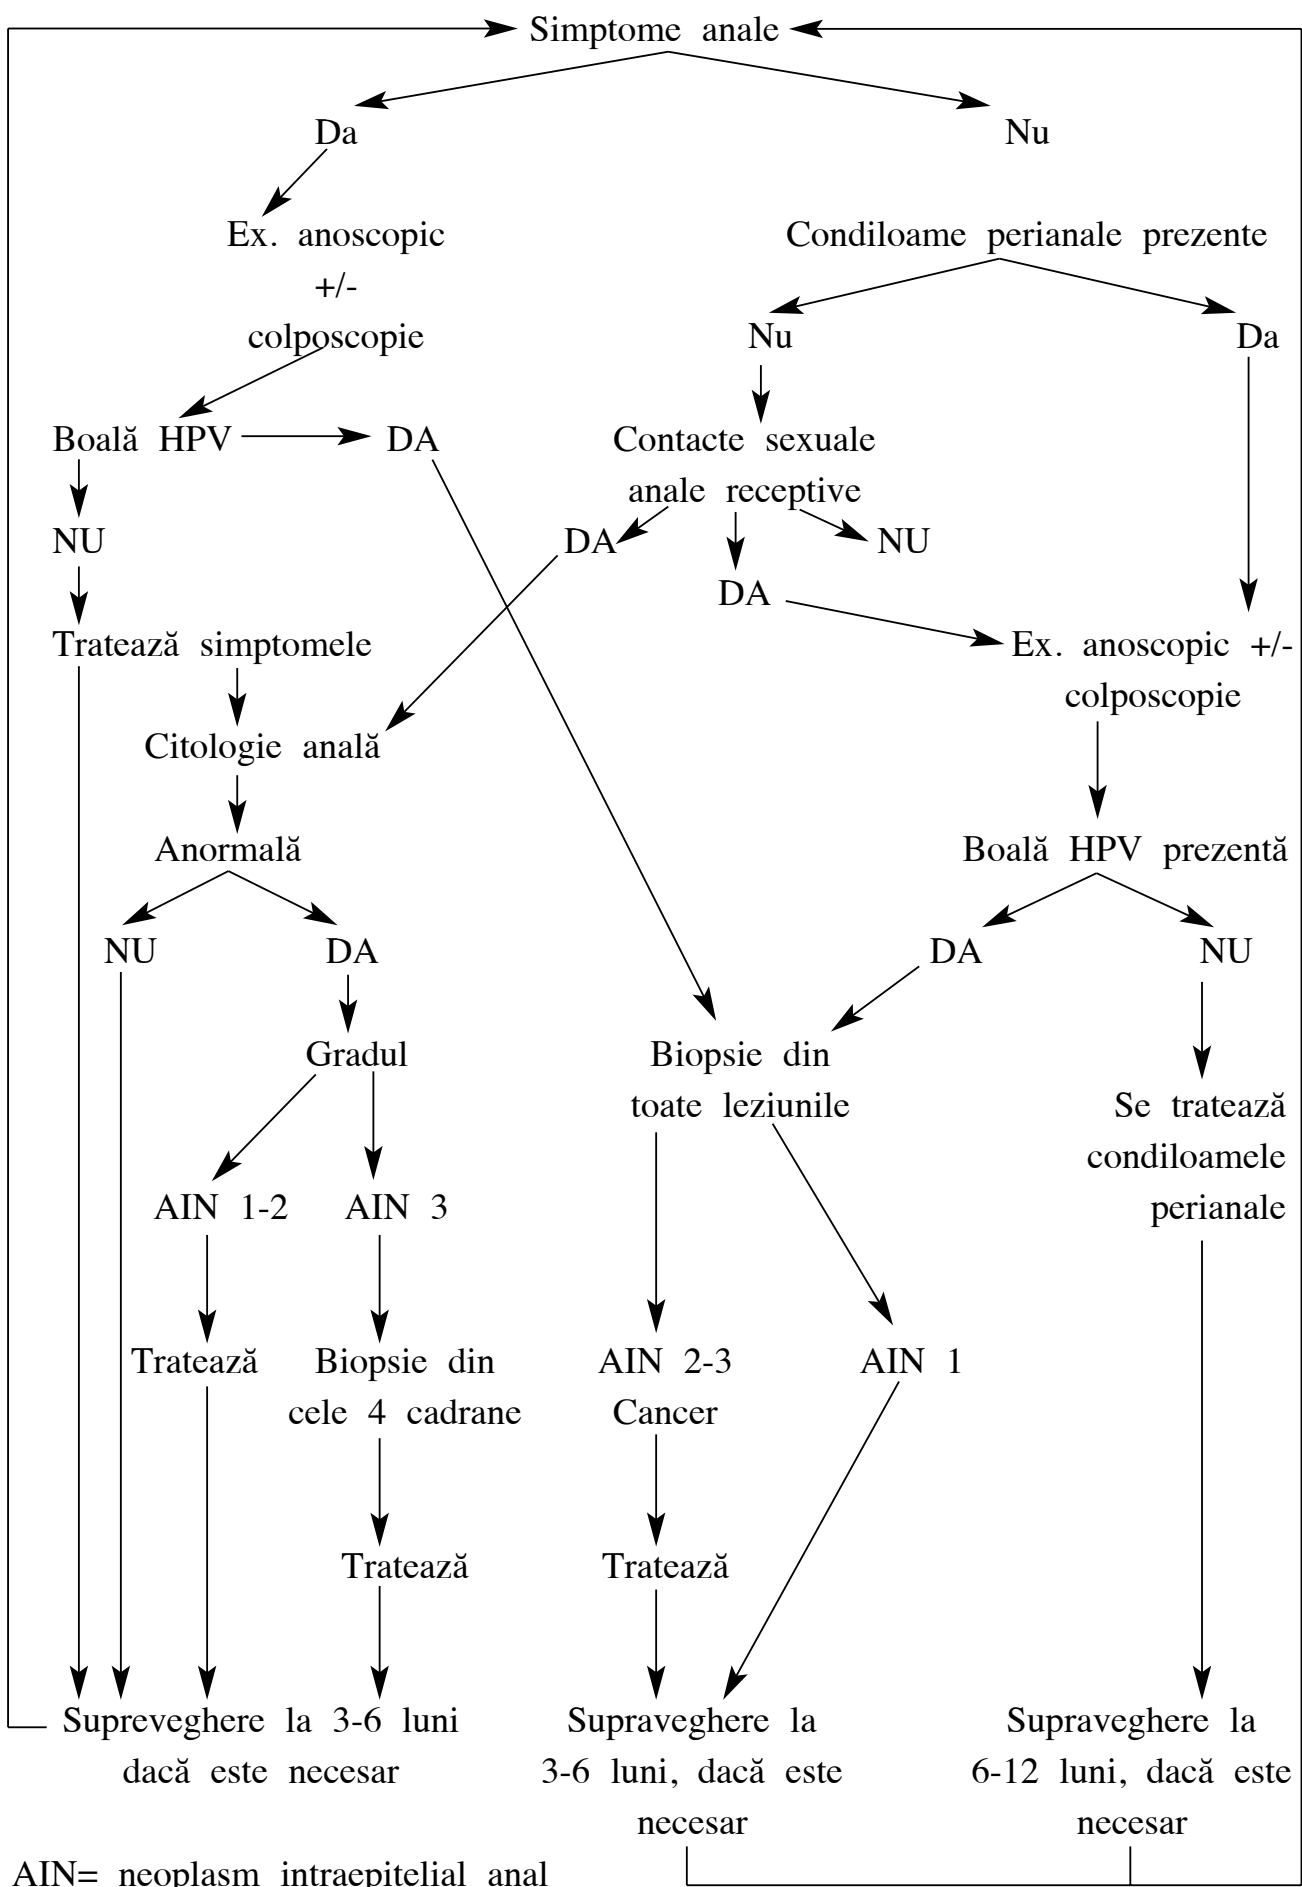 Simptome anale
Da
Nu
Ex. anoscopic
+/-
colposcopie
Condiloame perianale prezente
Nu
Da
Boală HPV
DA
Contacte sexuale
anale receptive
NU
DA
NU
DA
Tratează simptomele
Ex. anoscopic +/-
colposcopie
Citologie anală
Anormală
Boală HPV prezentă
NU
DA
DA
NU
Gradul
Biopsie din
toate leziunile
Se tratează
condiloamele
perianale
AIN 1-2
AIN 3
Tratează
Biopsie din
cele 4 cadrane
AIN 2-3
Cancer
AIN 1
Tratează
Tratează
Supreveghere la 3-6 luni
dacă este necesar
Supraveghere la
3-6 luni, dacă este
necesar
Supraveghere la
6-12 luni, dacă este
necesar
AIN= neoplasm intraepitelial anal